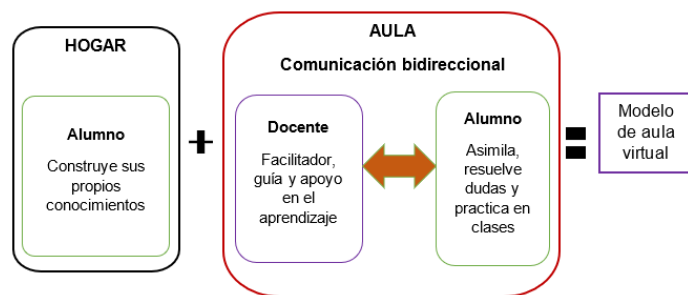 HOGAR
Alumno
Construye sus
propios
conocimientos
+
AULA
Comunicación bidireccional
Docente
Facilitador,
guía y apoyo
en el
aprendizaje
Alumno
Asimila,
resuelve
dudas y
practica en
clases
=
Modelo
de aula
virtual